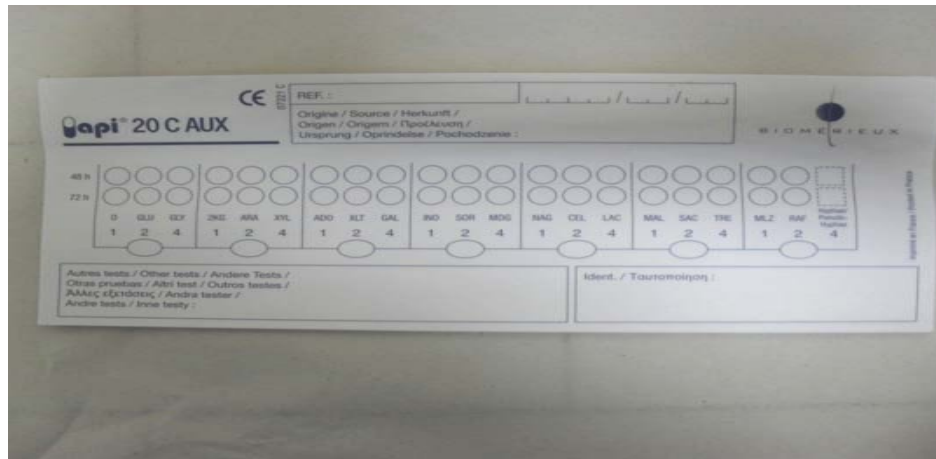 CE
07221 C
REF. :
api® 20 C AUX
Origine / Source / Herkunft /
Origen / Origem / Προέλευση /
Ursprung / Oprindelse / Pochodzenie :
BIOMÉRIEUX
48 h
72 h
0 GLU GLY 2KG ARA XYL ADO XLT GAL INO SOR MDG NAG CEL LAC MAL SAC TRE MLZ RAF Hyphae/ Pseudo-Hyphae
1 2 4 1 2 4 1 2 4 1 2 4 1 2 4 1 2 4 1 2 4
Autres tests / Other tests / Andere Tests /
Otras pruebas / Altri test / Outros testes /
Άλλες εξετάσεις / Andra tester /
Andre tests / Inne testy :
Ident. / Ταυτοποίηση :